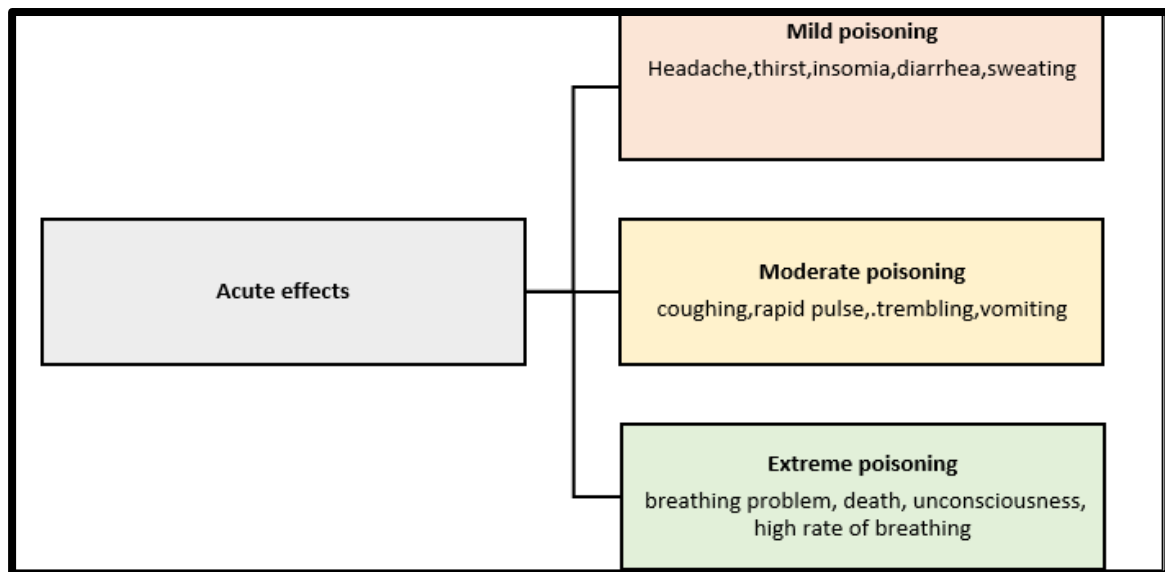 Mild poisoning
Headache,thirst,insomia,diarrhea,sweating
Acute effects
Moderate poisoning
coughing,rapid pulse,.trembling,vomiting
Extreme poisoning
breathing problem, death, unconsciousness,
high rate of breathing